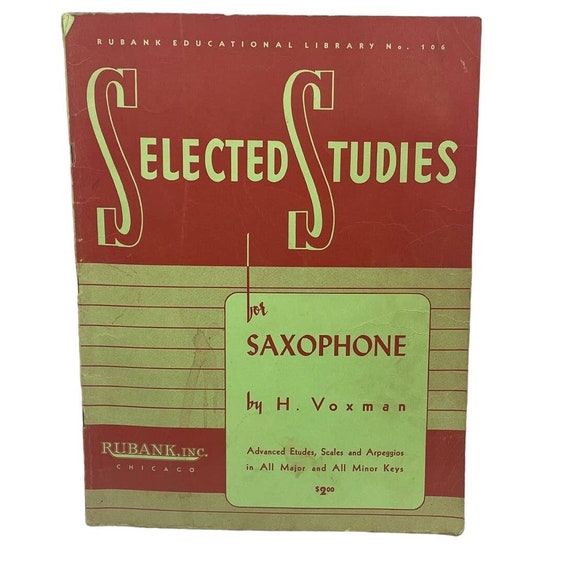 RUBANK EDUCATIONAL LIBRARY No. 106
SELECTED STUDIES
for
SAXOPHONE
by H. Voxman
Advanced Etudes, Scales and Arpeggios
in All Major and All Minor Keys
$2.00
RUBANK, INC.
CHICAGO